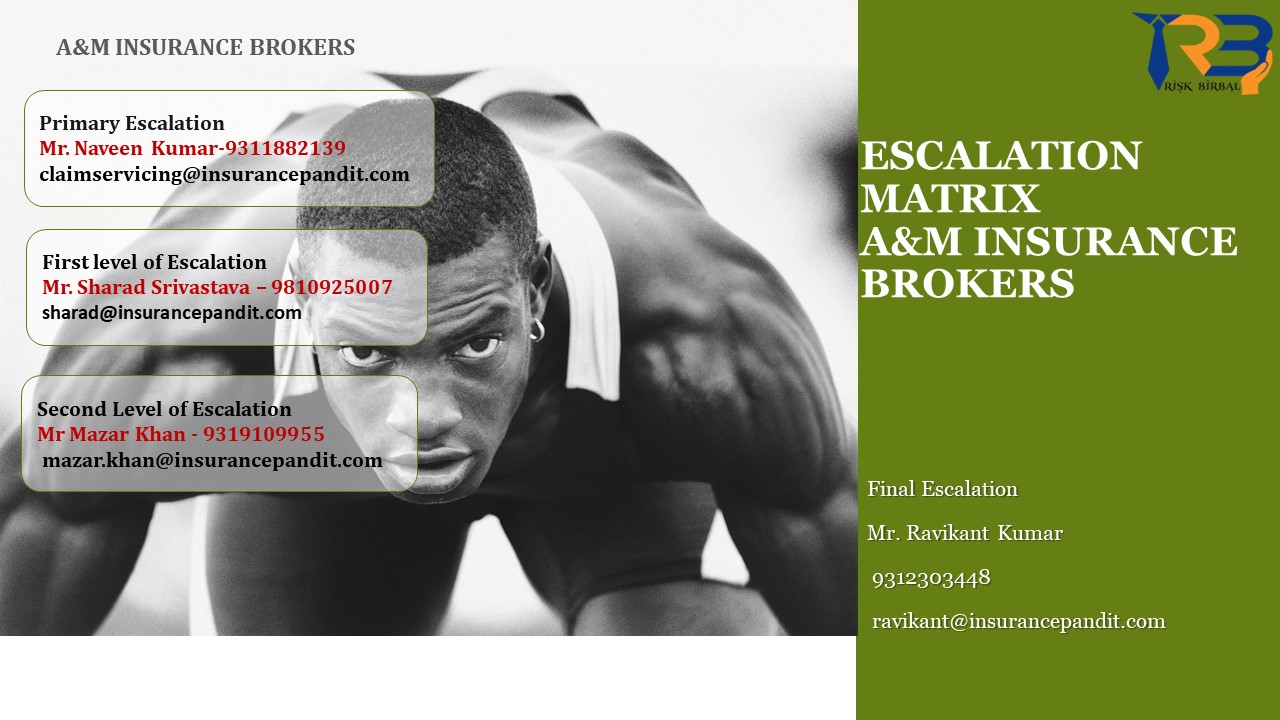 A&M INSURANCE BROKERS
Primary Escalation
Mr. Naveen Kumar-9311882139
claimservicing@insurancepandit.com
First level of Escalation
Mr. Sharad Srivastava – 9810925007
sharad@insurancepandit.com
Second Level of Escalation
Mr Mazar Khan - 9319109955
mazar.khan@insurancepandit.com
RB
RISK BIRBAL
ESCALATION
MATRIX
A&M INSURANCE
BROKERS
Final Escalation
Mr. Ravikant Kumar
9312303448
ravikant@insurancepandit.com